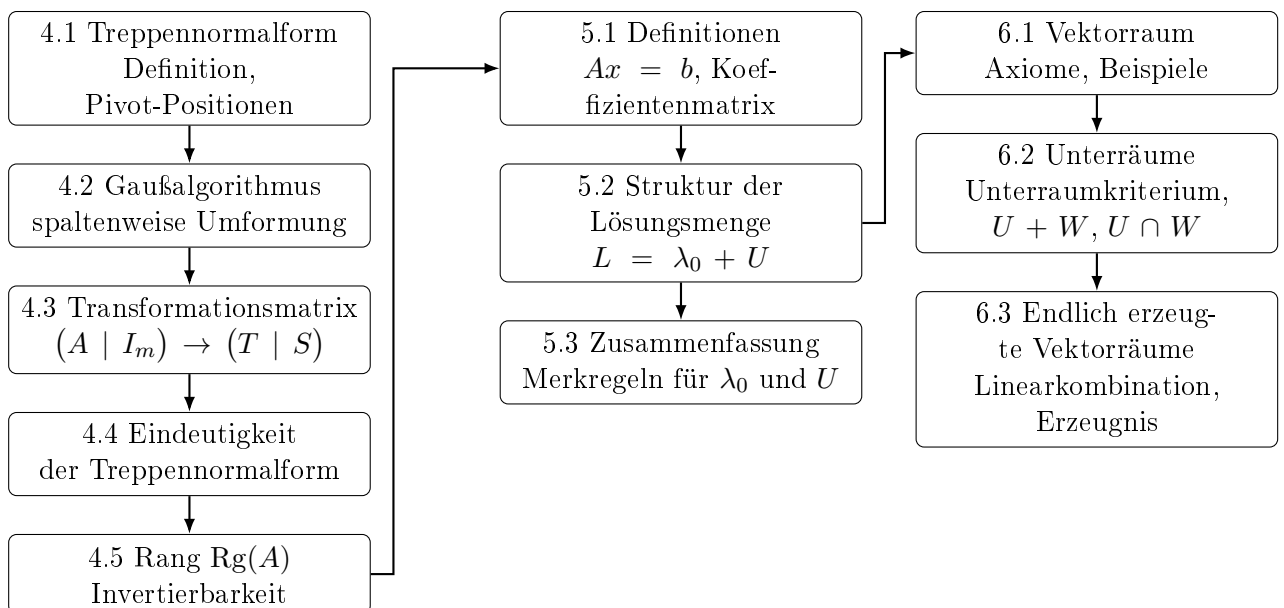 4.1 Treppennormalform
Definition,
Pivot-Positionen
4.2 Gaußalgorithmus
spaltenweise Umformung
4.3 Transformationsmatrix
(A | I_m) → (T | S)
4.4 Eindeutigkeit
der Treppennormalform
4.5 Rang Rg(A)
Invertierbarkeit
5.1 Definitionen
Ax = b, Koef-
fizientenmatrix
5.2 Struktur der
Lösungsmenge
L = λ₀ + U
5.3 Zusammenfassung
Merkregeln für λ₀ und U
6.1 Vektorraum
Axiome, Beispiele
6.2 Unterräume
Unterraumkriterium,
U + W, U ∩ W
6.3 Endlich erzeug-
te Vektorräume
Linearkombination,
Erzeugnis